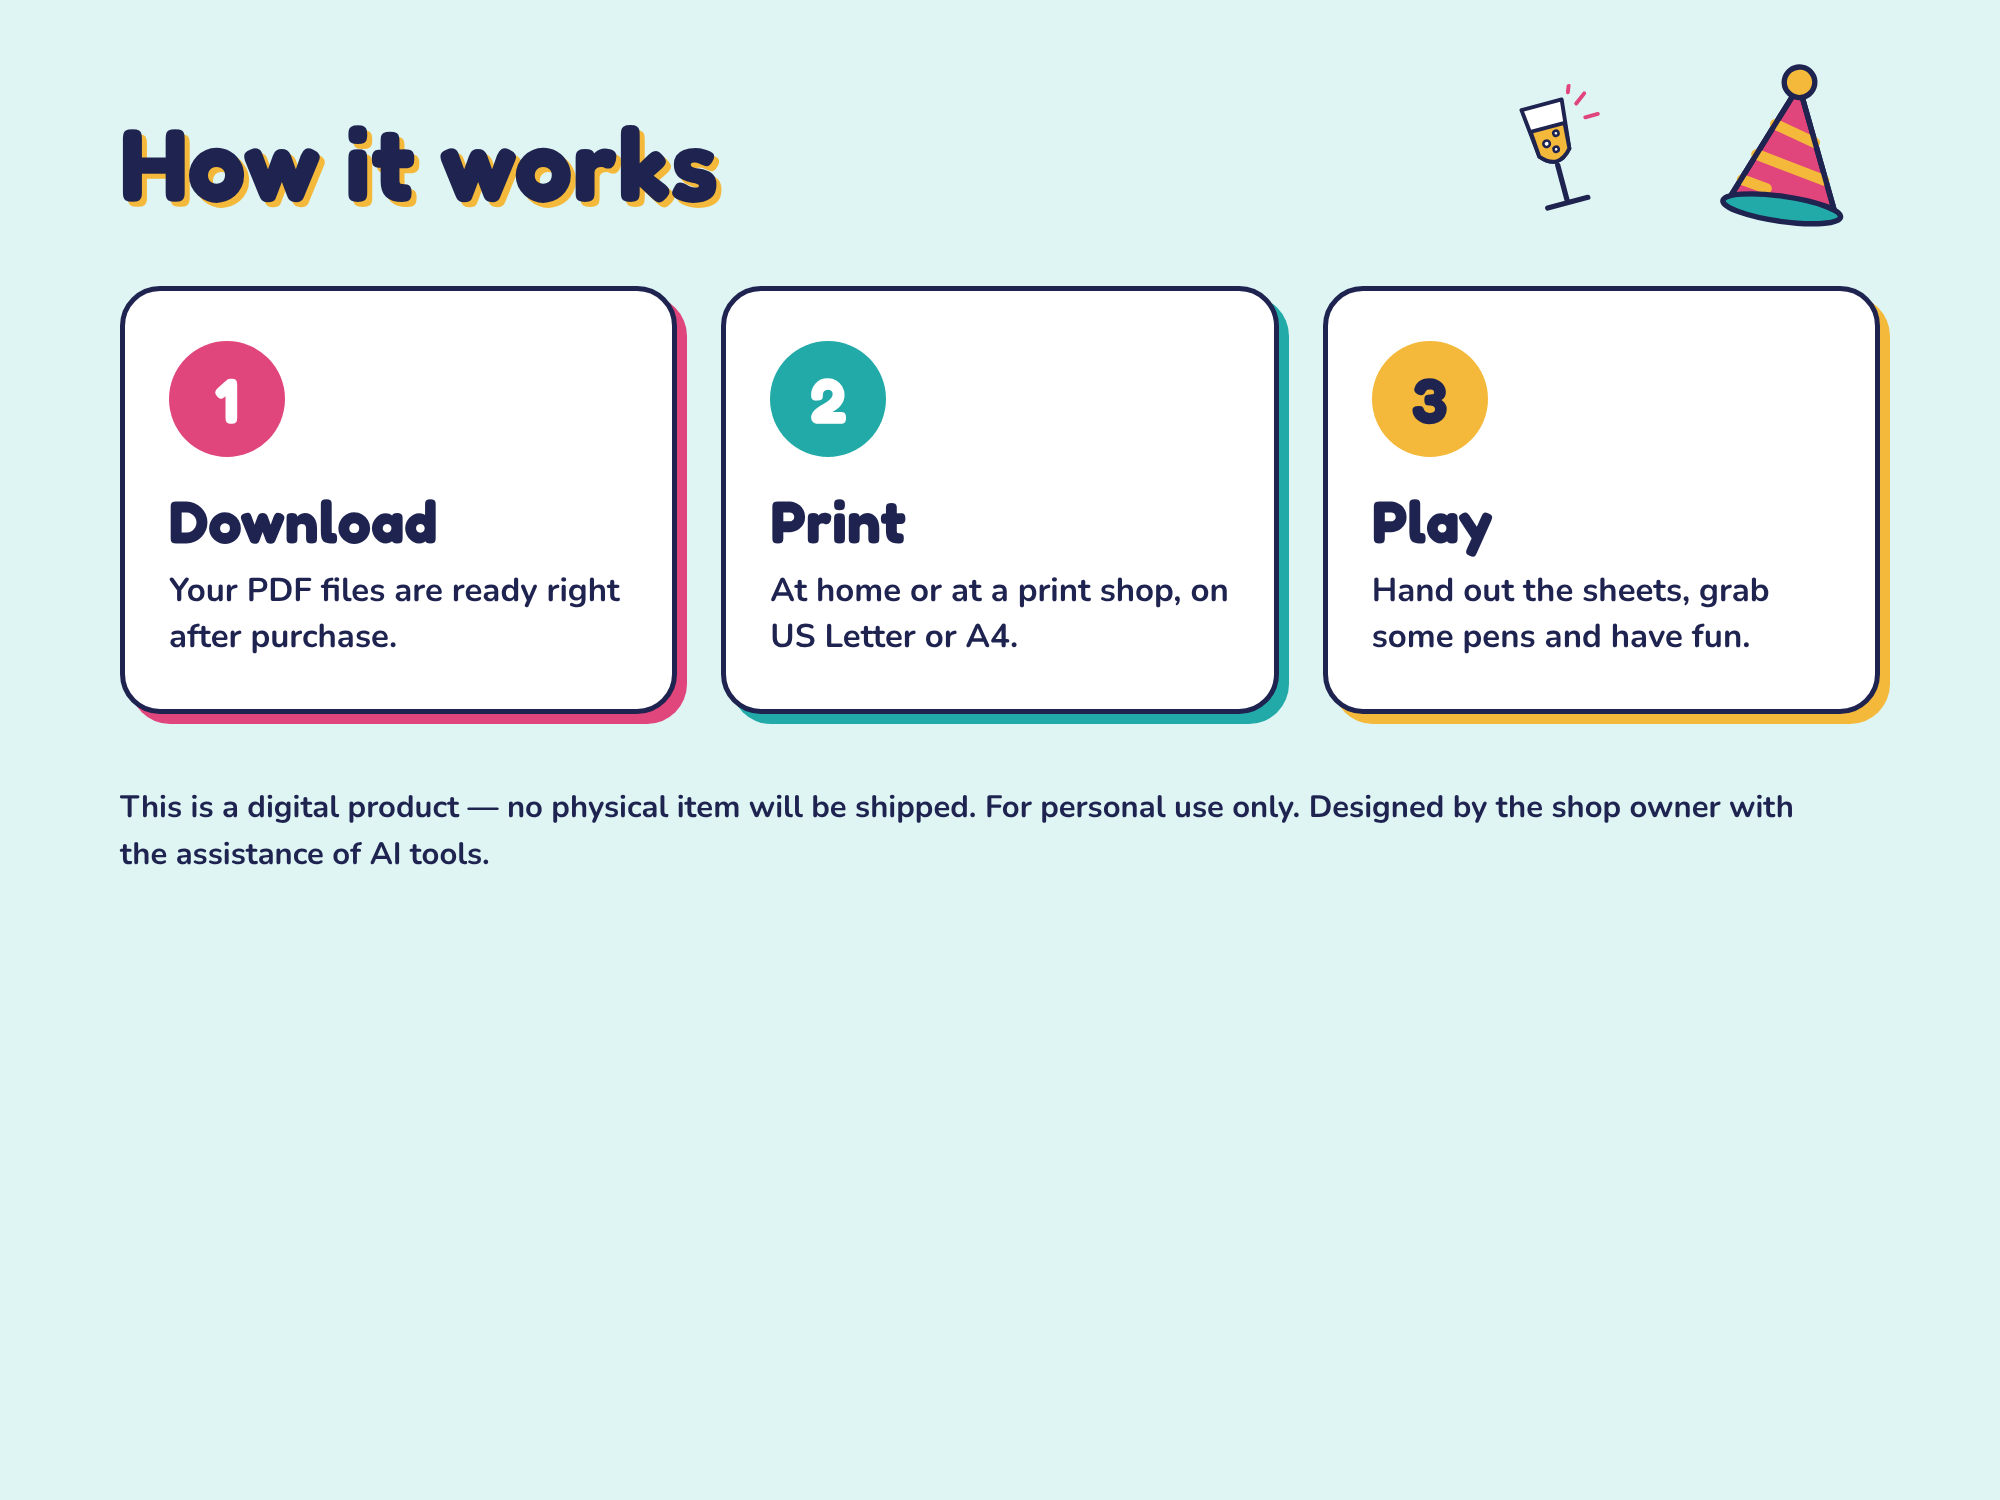 How it works
1
Download
Your PDF files are ready right
after purchase.
2
Print
At home or at a print shop, on
US Letter or A4.
3
Play
Hand out the sheets, grab
some pens and have fun.
This is a digital product — no physical item will be shipped. For personal use only. Designed by the shop owner with
the assistance of AI tools.